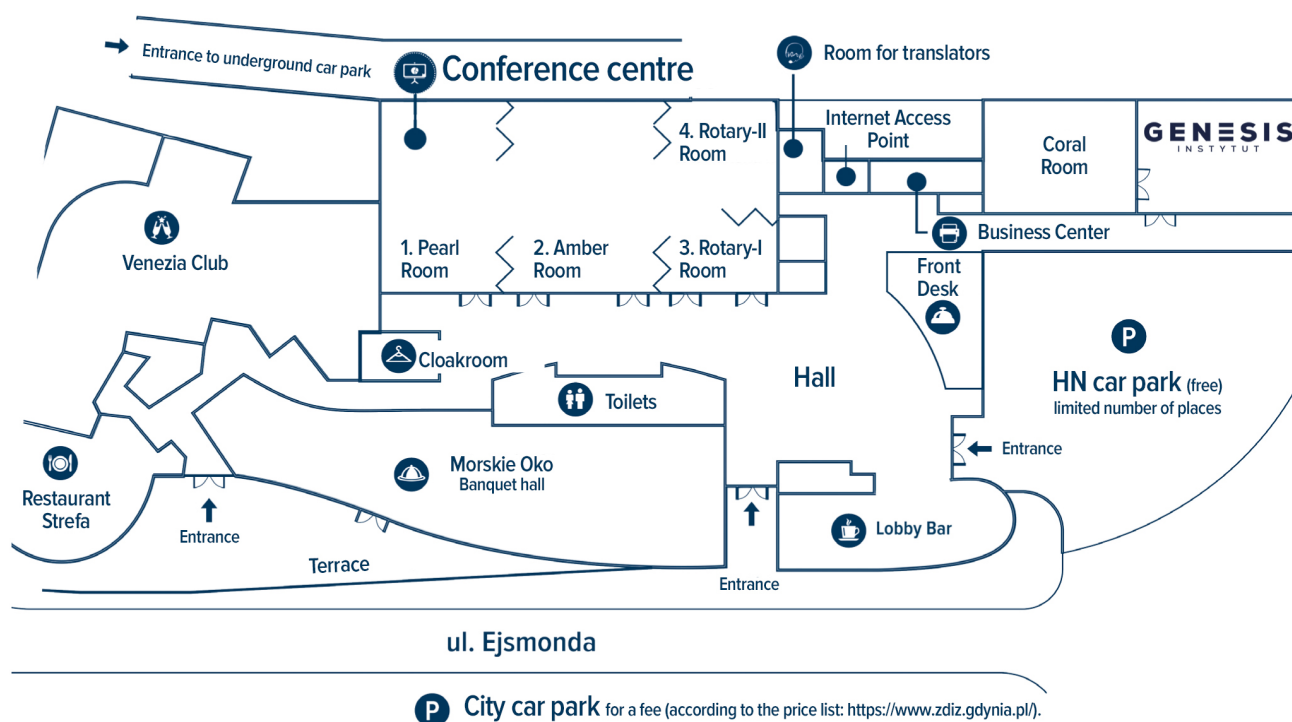 Entrance to underground car park
Conference centre
Room for translators
Internet Access
Point
4. Rotary-II
Room
Coral
Room
GENESIS
INSTYTUT
Venezia Club
1. Pearl
Room
2. Amber
Room
3. Rotary-I
Room
Business Center
Front
Desk
Cloakroom
Hall
P
HN car park (free)
limited number of places
Toilets
Entrance
Restaurant
Strefa
Morskie Oko
Banquet hall
Entrance
Lobby Bar
Terrace
Entrance
ul. Ejsmonda
P
City car park for a fee (according to the price list: https://www.zdiz.gdynia.pl/).